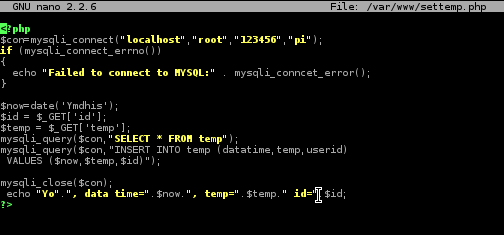 GNU nano 2.2.6 File: /var/www/settemp.php
<?php
$con=mysqli_connect("localhost","root","123456","pi");
if (mysqli_connect_errno())
{
echo "Failed to connect to MYSQL:" . mysqli_conncet_error();
}
$now=date('Ymdhis');
$id = $_GET['id'];
$temp = $_GET['temp'];
mysqli_query($con,"SELECT * FROM temp");
mysqli_query($con,"INSERT INTO temp (datatime,temp,userid)
VALUES ($now,$temp,$id)");
mysqli_close($con);
echo "Yo".", data time=".$now.", temp=".$temp." id=" $id;
?>